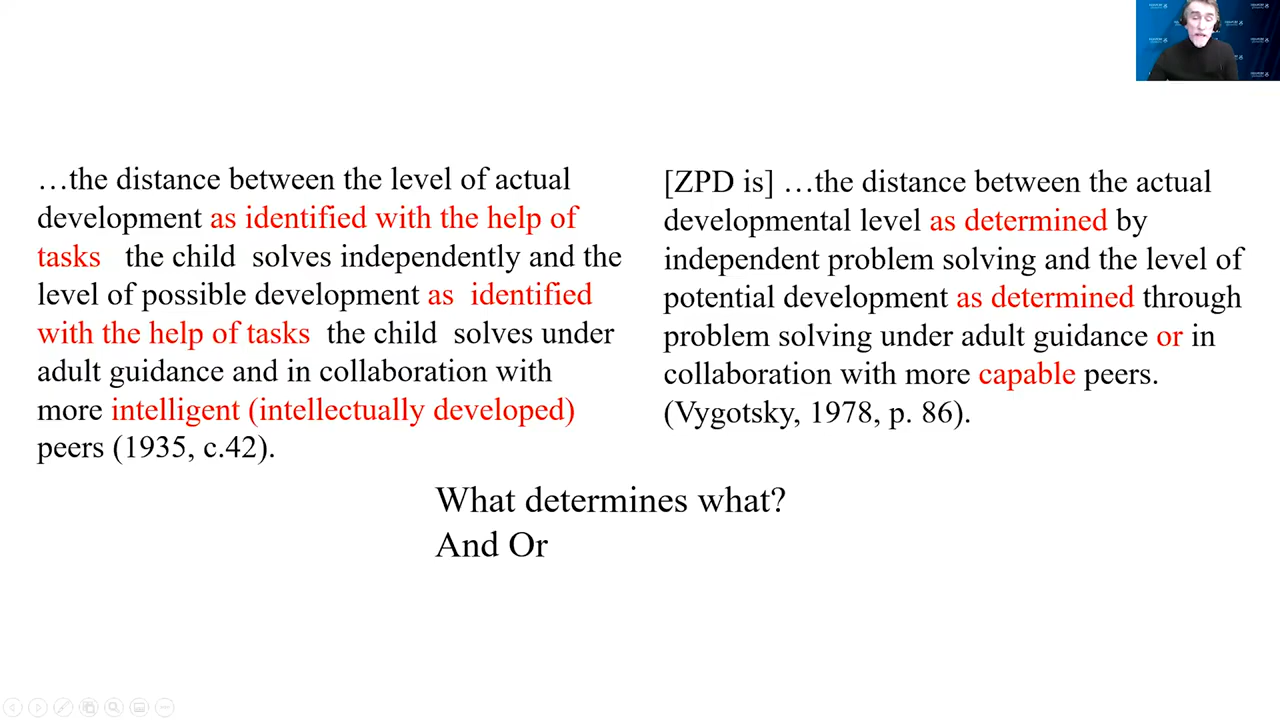 …the distance between the level of actual
development as identified with the help of
tasks the child solves independently and the
level of possible development as identified
with the help of tasks the child solves under
adult guidance and in collaboration with
more intelligent (intellectually developed)
peers (1935, c.42).
[ZPD is] …the distance between the actual
developmental level as determined by
independent problem solving and the level of
potential development as determined through
problem solving under adult guidance or in
collaboration with more capable peers.
(Vygotsky, 1978, p. 86).
What determines what?
And Or